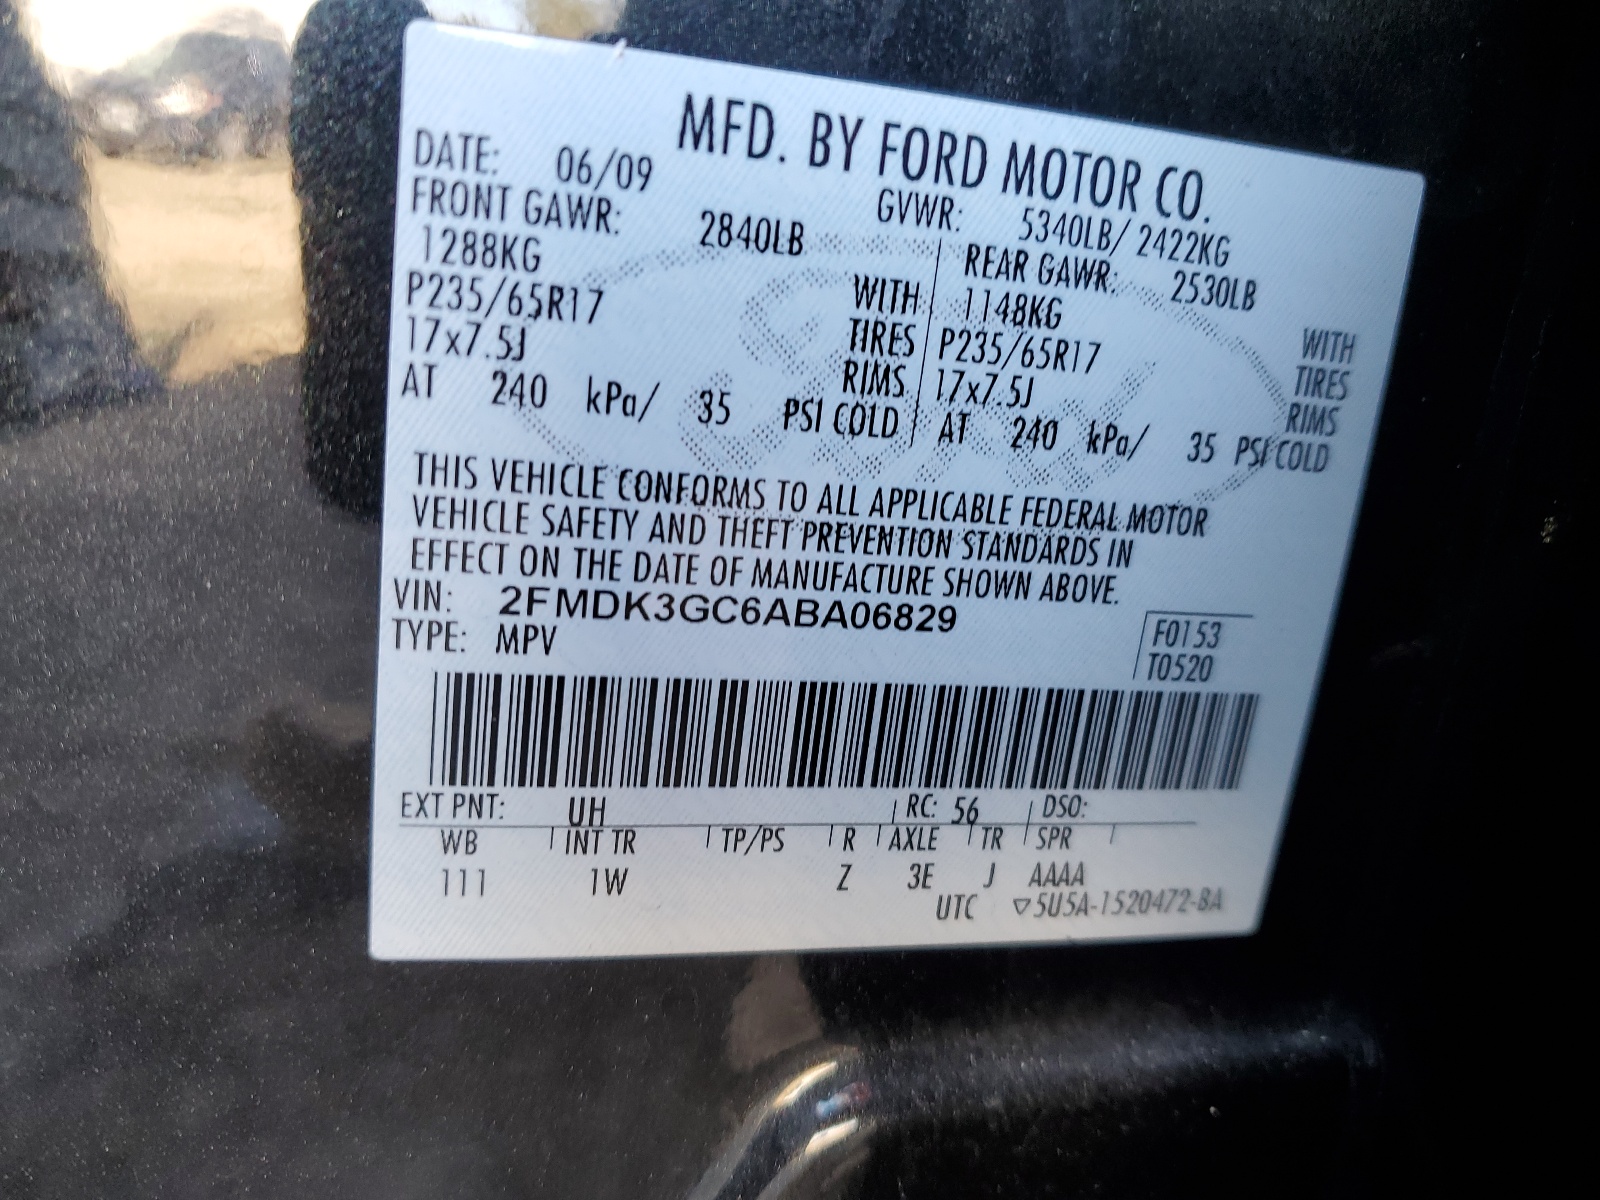 MFD. BY FORD MOTOR CO.
DATE: 06/09 GVWR: 5340LB/ 2422KG
FRONT GAWR: 2840LB REAR GAWR: 2530LB
1288KG WITH 1148KG WITH
P235/65R17 TIRES P235/65R17 TIRES
17x7.5J RIMS 17x7.5J RIMS
AT 240 kPa/ 35 PSI COLD AT 240 kPa/ 35 PSI COLD
THIS VEHICLE CONFORMS TO ALL APPLICABLE FEDERAL MOTOR
VEHICLE SAFETY AND THEFT PREVENTION STANDARDS IN
EFFECT ON THE DATE OF MANUFACTURE SHOWN ABOVE.
VIN: 2FMDK3GC6ABA06829
TYPE: MPV
F0153
T0520
EXT PNT: UH RC: 56 DSO:
WB INT TR TP/PS R AXLE TR SPR
111 1W Z 3E J AAAA
UTC ▽5U5A-1520472-BA